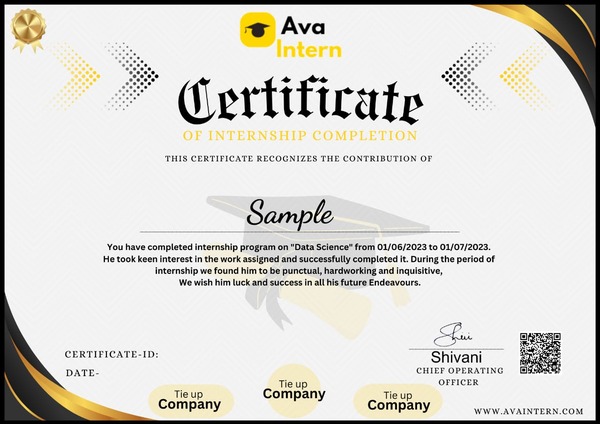 Ava
Intern
Certificate
OF INTERNSHIP COMPLETION
THIS CERTIFICATE RECOGNIZES THE CONTRIBUTION OF
Sample
You have completed internship program on "Data Science" from 01/06/2023 to 01/07/2023.
He took keen interest in the work assigned and successfully completed it. During the period of
internship we found him to be punctual, hardworking and inquisitive,
We wish him luck and success in all his future Endeavours.
Shivani
CERTIFICATE-ID:
CHIEF OPERATING
OFFICER
DATE-
Tie up
Company
Tie up
Company
Tie up
Company
WWW.AVAINTERN.COM